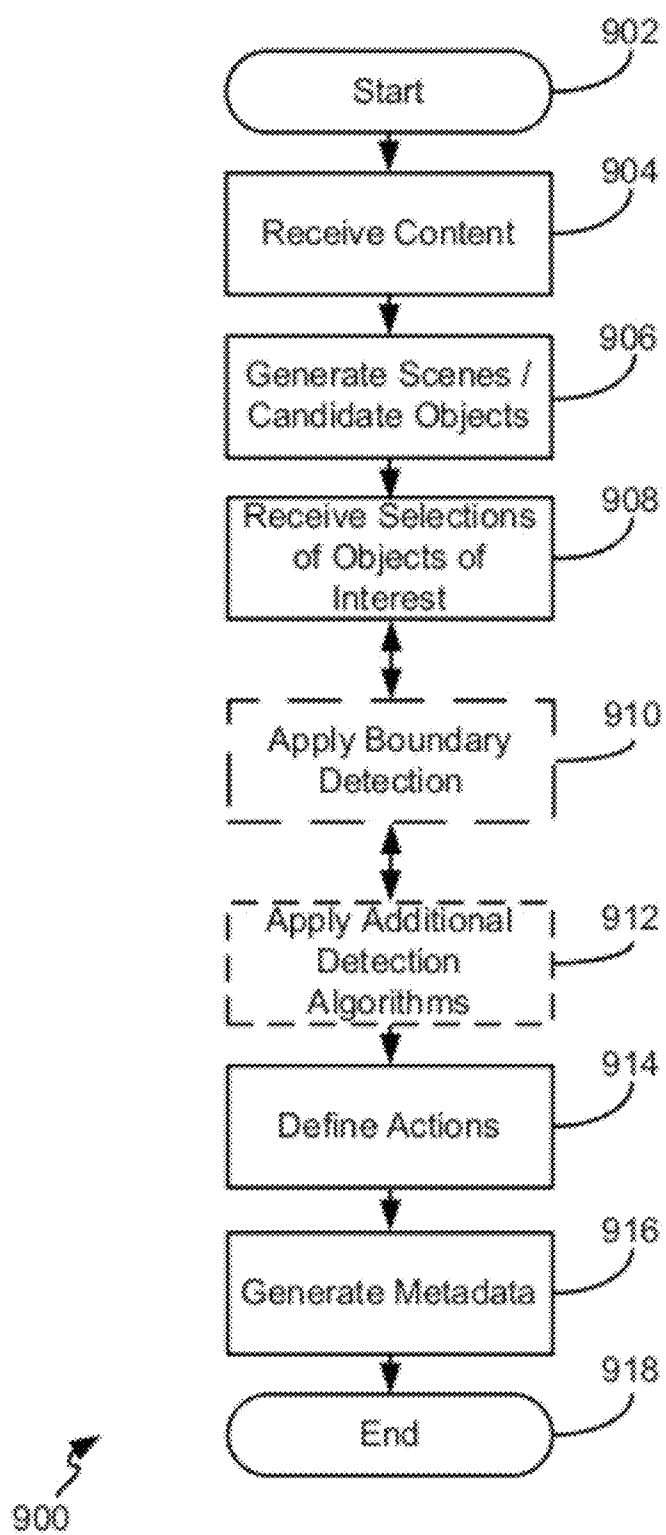 902
Start
904
Receive Content
906
Generate Scenes /
Candidate Objects
908
Receive Selections
of Objects of
Interest
910
Apply Boundary
Detection
912
Apply Additional
Detection
Algorithms
914
Define Actions
916
Generate Metadata
918
End
900